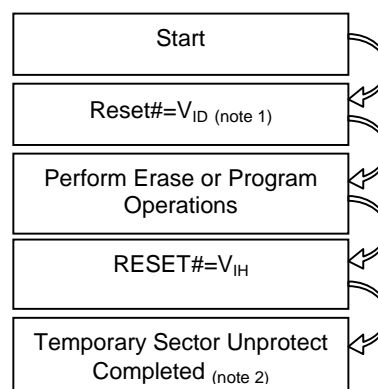 Start
Reset#=VID (note 1)
Perform Erase or Program
Operations
RESET#=VIH
Temporary Sector Unprotect
Completed (note 2)